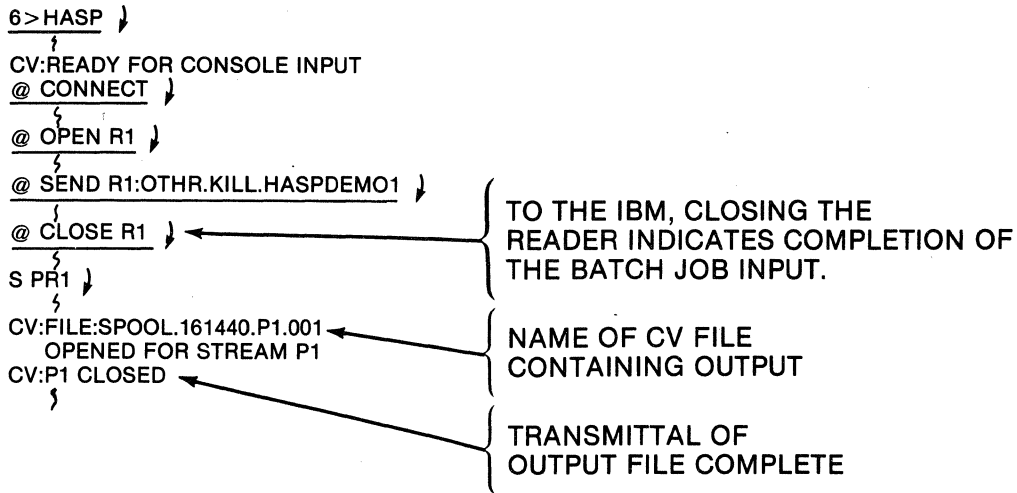 6>HASP
CV:READY FOR CONSOLE INPUT
@ CONNECT
@ OPEN R1
@ SEND R1:OTHR.KILL.HASPDEMO1
@ CLOSE R1
TO THE IBM, CLOSING THE
READER INDICATES COMPLETION OF
THE BATCH JOB INPUT.
S PR1
CV:FILE:SPOOL.161440.P1.001
OPENED FOR STREAM P1
NAME OF CV FILE
CONTAINING OUTPUT
CV:P1 CLOSED
TRANSMITTAL OF
OUTPUT FILE COMPLETE